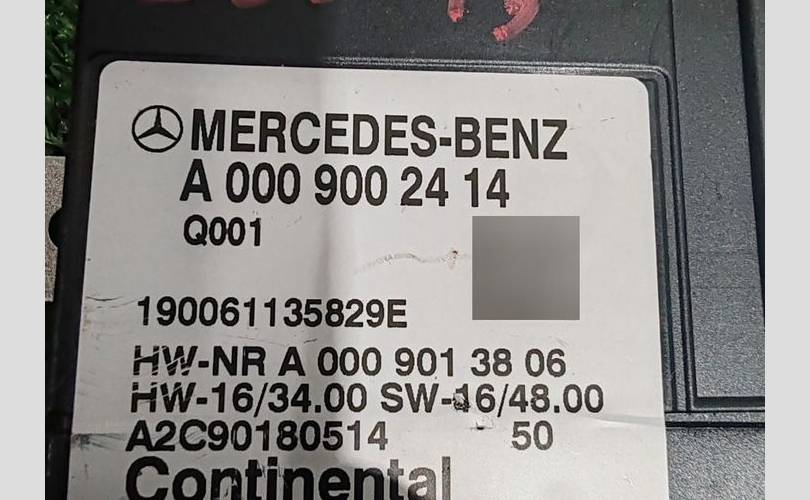 MERCEDES-BENZ
A 000 900 24 14
Q001
190061135829E
HW-NR A 000 901 38 06
HW-16/34.00 SW-16/48.00
A2C90180514 50
Continental